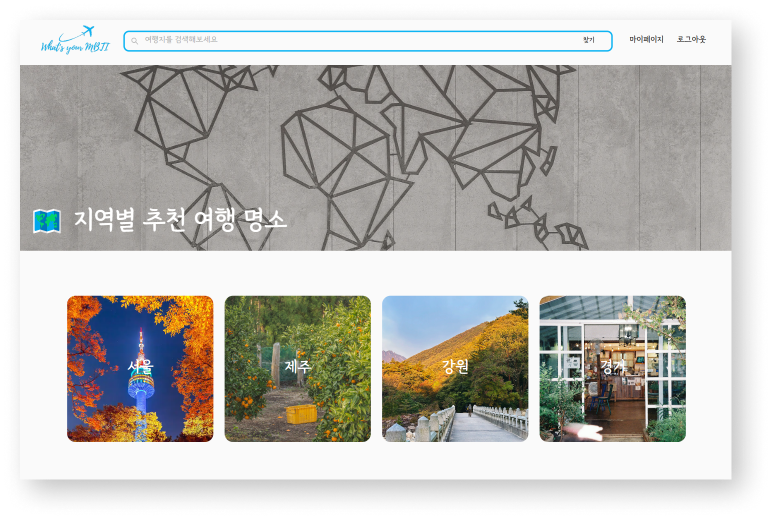 What's your MBTI
여행지를 검색해보세요
찾기
마이페이지
로그아웃
지역별 추천 여행 명소
서울
제주
강원
경기